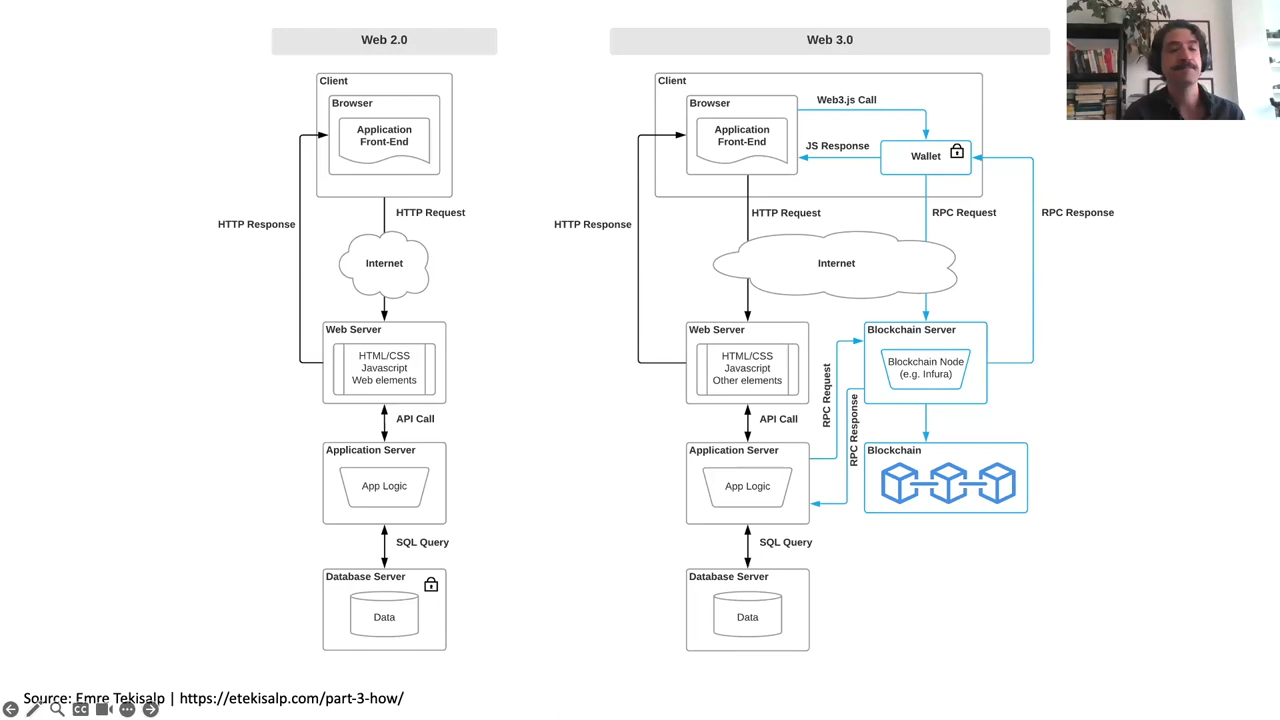 Web 2.0
Client
Browser
Application
Front-End
HTTP Response
HTTP Request
Internet
Web Server
HTML/CSS
Javascript
Web elements
API Call
Application Server
App Logic
SQL Query
Database Server
Data
Web 3.0
Client
Browser
Application
Front-End
Web3.js Call
JS Response
Wallet
HTTP Response
HTTP Request
RPC Request
RPC Response
Internet
Web Server
HTML/CSS
Javascript
Other elements
Blockchain Server
Blockchain Node
(e.g. Infura)
RPC Request
RPC Response
API Call
Application Server
App Logic
Blockchain
SQL Query
Database Server
Data
Source: Emre Tekisalp | https://etekisalp.com/part-3-how/
CC